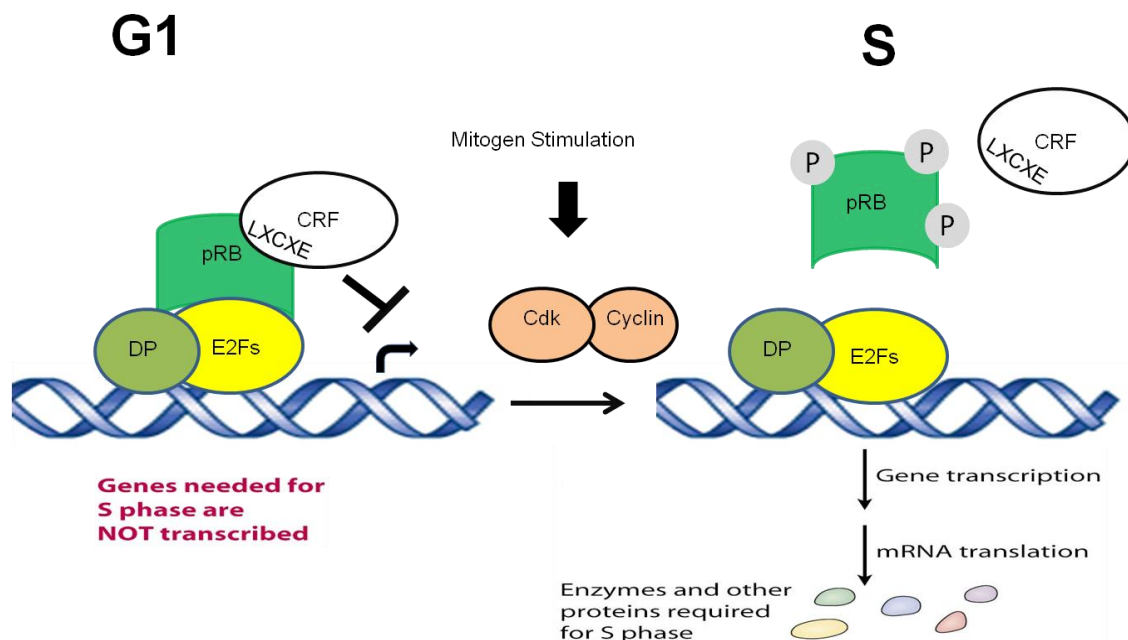 G1
S
Mitogen Stimulation
CRF
LXCXE
pRB
DP
E2Fs
Cdk
Cyclin
P
P
P
pRB
CRF
LXCXE
DP
E2Fs
Genes needed for
S phase are
NOT transcribed
Gene transcription
mRNA translation
Enzymes and other
proteins required
for S phase